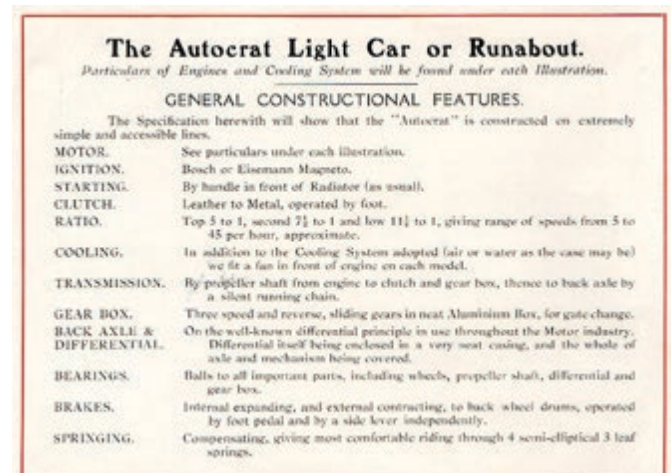 The Autocrat Light Car or Runabout.
Particulars of Engines and Cooling System will be found under each Illustration.
GENERAL CONSTRUCTIONAL FEATURES.
The Specification herewith will show that the "Autocrat" is constructed on extremely
simple and accessible lines.
MOTOR. See particulars under each illustration.
IGNITION. Bosch or Eisemann Magneto.
STARTING. By handle in front of Radiator (as usual).
CLUTCH. Leather to Metal, operated by foot.
RATIO. Top 5 to 1, second 7½ to 1 and low 11¼ to 1, giving range of speeds from 5 to
45 per hour, approximate.
COOLING. In addition to the Cooling System adopted (air or water as the case may be)
we fit a fan in front of engine on each model.
TRANSMISSION. By propeller shaft from engine to clutch and gear box, thence to back axle by
a silent running chain.
GEAR BOX. Three speed and reverse, sliding gears in neat Aluminium Box, for gate change.
BACK AXLE & On the well-known differential principle in use throughout the Motor industry.
DIFFERENTIAL. Differential itself being enclosed in a very neat casing, and the whole of
axle and mechanism being covered.
BEARINGS. Balls to all important parts, including wheels, propeller shaft, differential and
gear box.
BRAKES. Internal expanding, and external contracting, to back wheel drums, operated
by foot pedal and by a side lever independently.
SPRINGING. Compensating, giving most comfortable riding through 4 semi-elliptical 3 leaf
springs.